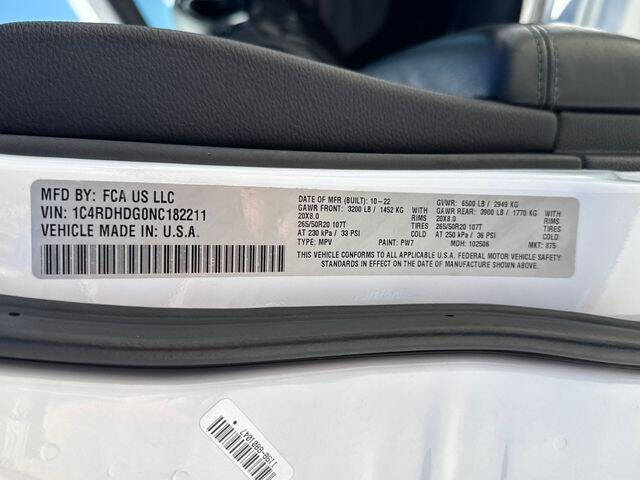 MFD BY: FCA US LLC
VIN: 1C4RDHDG0NC182211
VEHICLE MADE IN: U.S.A.
DATE OF MFR (BUILT): 10-22
GAWR FRONT: 3200 LB / 1452 KG WITH
20X8.0 RIMS
265/50R20 107T TIRES
AT 230 kPa / 33 PSI COLD
TYPE: MPV PAINT: PW7
GVWR: 6500 LB / 2949 KG
GAWR REAR: 3900 LB / 1770 KG WITH
20X8.0 RIMS
265/50R20 107T TIRES
AT 250 kPa / 36 PSI COLD
MDH: 102506 MKT: 875
THIS VEHICLE CONFORMS TO ALL APPLICABLE U.S.A. FEDERAL MOTOR VEHICLE SAFETY
STANDARDS IN EFFECT ON THE DATE OF MANUFACTURE SHOWN ABOVE.